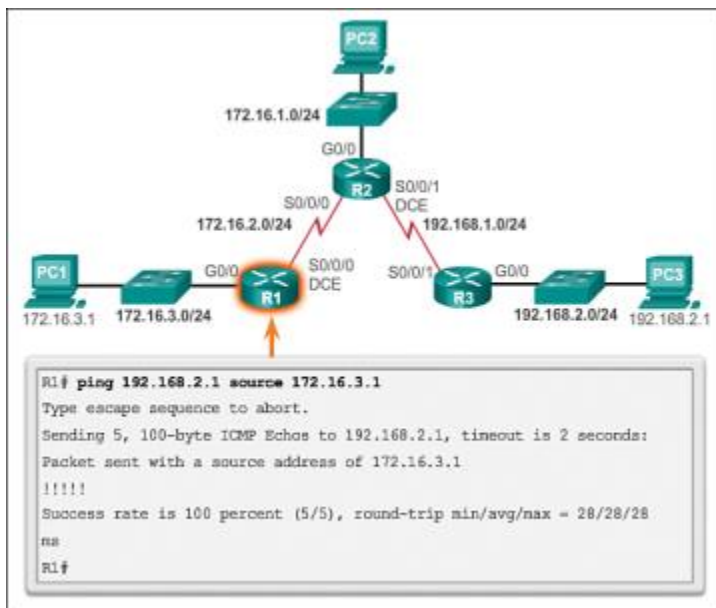 PC2
172.16.1.0/24
G0/0
R2
S0/0/0
S0/0/1
DCE
172.16.2.0/24
192.168.1.0/24
PC1
G0/0
S0/0/0
DCE
R1
S0/0/1
G0/0
R3
PC3
172.16.3.1
172.16.3.0/24
192.168.2.0/24
192.168.2.1
R1# ping 192.168.2.1 source 172.16.3.1
Type escape sequence to abort.
Sending 5, 100-byte ICMP Echos to 192.168.2.1, timeout is 2 seconds:
Packet sent with a source address of 172.16.3.1
!!!!!
Success rate is 100 percent (5/5), round-trip min/avg/max = 28/28/28
ms
R1#